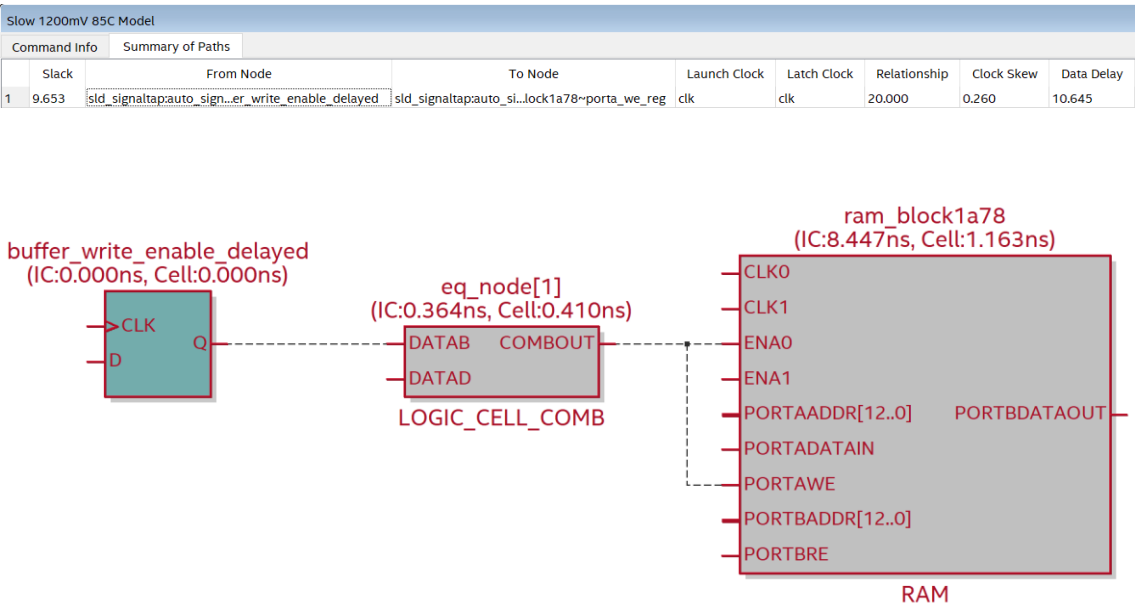 Slow 1200mV 85C Model
Command Info Summary of Paths
Slack From Node To Node Launch Clock Latch Clock Relationship Clock Skew Data Delay
1 9.653 sld_signaltap:auto_sign...er_write_enable_delayed sld_signaltap:auto_si...lock1a78~porta_we_reg clk clk 20.000 0.260 10.645
ram_block1a78
(IC:8.447ns, Cell:1.163ns)
buffer_write_enable_delayed
(IC:0.000ns, Cell:0.000ns)
eq_node[1]
(IC:0.364ns, Cell:0.410ns)
CLK
Q
D
DATAB COMBOUT
DATAD
LOGIC_CELL_COMB
CLK0
CLK1
ENA0
ENA1
PORTAADDR[12..0] PORTBDATAOUT
PORTADATAIN
PORTAWE
PORTBADDR[12..0]
PORTBRE
RAM